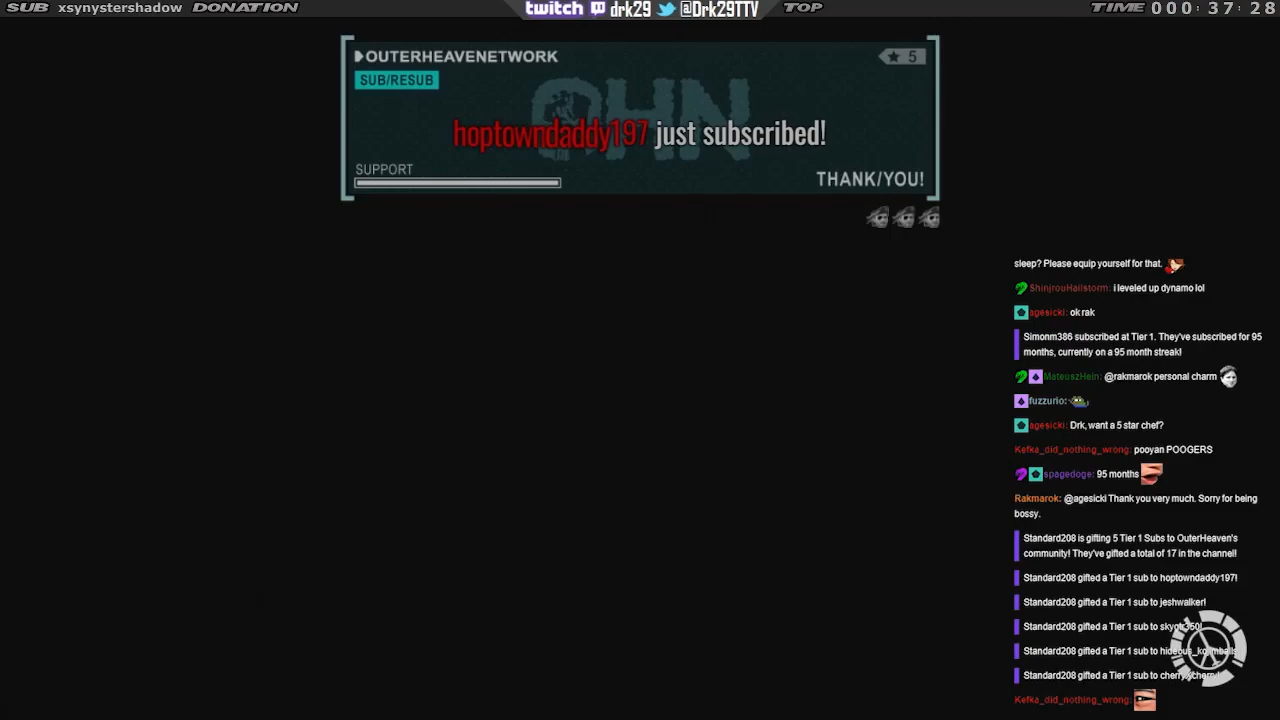 SUB xsynystershadow DONATION
twitch drk29 @Drk29TTV TOP
TIME 000:37:28
OUTERHEAVENETWORK
★ 5
SUB/RESUB
OHN
hoptowndaddy197 just subscribed!
SUPPORT
THANK/YOU!
sleep? Please equip yourself for that.
ShinjrouHailstorm: i leveled up dynamo lol
agesicki: ok rak
Simonm386 subscribed at Tier 1. They've subscribed for 95
months, currently on a 95 month streak!
MateuszHein: @rakmarok personal charm
fuzzurio:
agesicki: Drk, want a 5 star chef?
Kefka_did_nothing_wrong: pooyan POOGERS
spagedoge: 95 months
Rakmarok: @agesicki Thank you very much. Sorry for being
bossy.
Standard208 is gifting 5 Tier 1 Subs to OuterHeaven's
community! They've gifted a total of 17 in the channel!
Standard208 gifted a Tier 1 sub to hoptowndaddy197!
Standard208 gifted a Tier 1 sub to jeshwalker!
Standard208 gifted a Tier 1 sub to
Standard208 gifted a Tier 1 sub to
Standard208 gifted a Tier 1 sub to
Kefka_did_nothing_wrong: